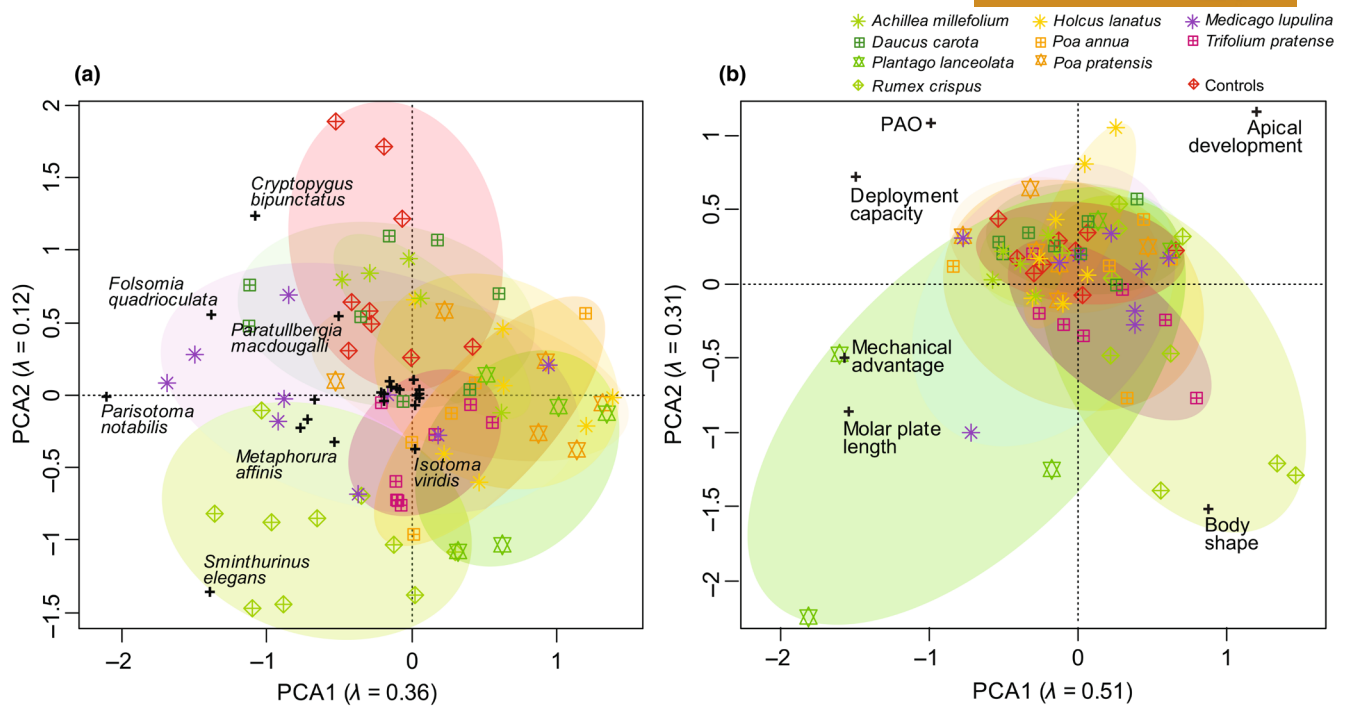 Achillea millefolium
Holcus lanatus
Medicago lupulina
Daucus carota
Poa annua
Trifolium pratense
Plantago lanceolata
Poa pratensis
Rumex crispus
Controls
(a)
2
1.5
1
0.5
0
−0.5
−1
−1.5
PCA2 (λ = 0.12)
Cryptopygus
bipunctatus
Folsomia
quadrioculata
Paratullbergia
macdougalli
Parisotoma
notabilis
Metaphorura
affinis
Isotoma
viridis
Sminthurinus
elegans
−2
−1
0
1
PCA1 (λ = 0.36)
(b)
1
0.5
0
−0.5
−1
−1.5
−2
PCA2 (λ = 0.31)
PAO
Apical
development
Deployment
capacity
Mechanical
advantage
Molar plate
length
Body
shape
−2
−1
0
1
PCA1 (λ = 0.51)